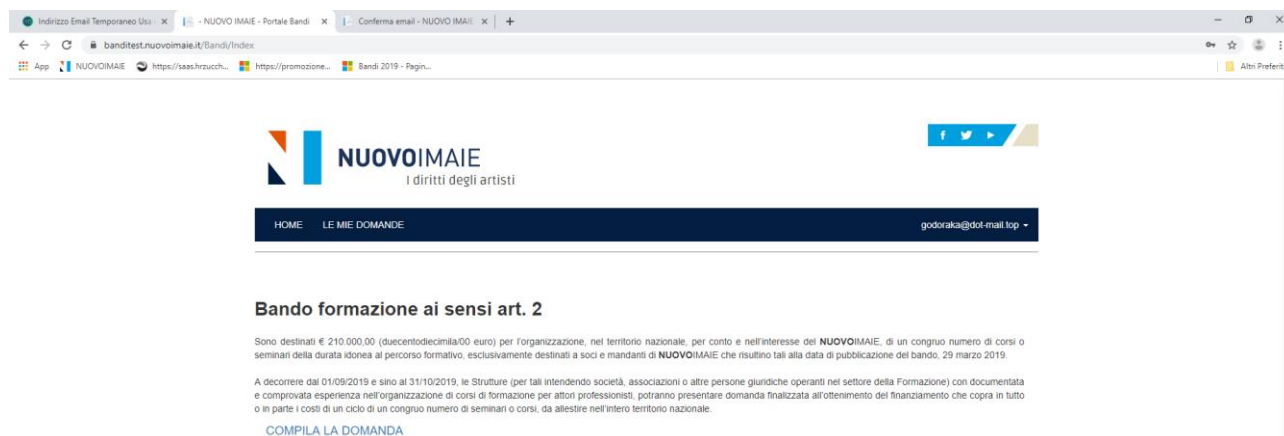 Indirizzo Email Temporaneo Usa - NUOVO IMAIE - Portale Bandi Conferma email - NUOVO IMAIE
banditest.nuovoimaie.it/Bandi/Index
App NUOVOIMAIE https://saas.hrzucch... https://promozione... Bandi 2019 - Pagin... Altri Preferit
NUOVOIMAIE
I diritti degli artisti
HOME LE MIE DOMANDE godoraka@dot-mail.top
Bando formazione ai sensi art. 2
Sono destinati € 210.000,00 (duecentodiecimila/00 euro) per l'organizzazione, nel territorio nazionale, per conto e nell'interesse del NUOVOIMAIE, di un congruo numero di corsi o
seminari della durata idonea al percorso formativo, esclusivamente destinati a soci e mandanti di NUOVOIMAIE che risultino tali alla data di pubblicazione del bando, 29 marzo 2019.
A decorrere dal 01/09/2019 e sino al 31/10/2019, le Strutture (per tali intendendo società, associazioni o altre persone giuridiche operanti nel settore della Formazione) con documentata
e comprovata esperienza nell'organizzazione di corsi di formazione per attori professionisti, potranno presentare domanda finalizzata all'ottenimento del finanziamento che copra in tutto
o in parte i costi di un ciclo di un congruo numero di seminari o corsi, da allestire nell'intero territorio nazionale.
COMPILA LA DOMANDA